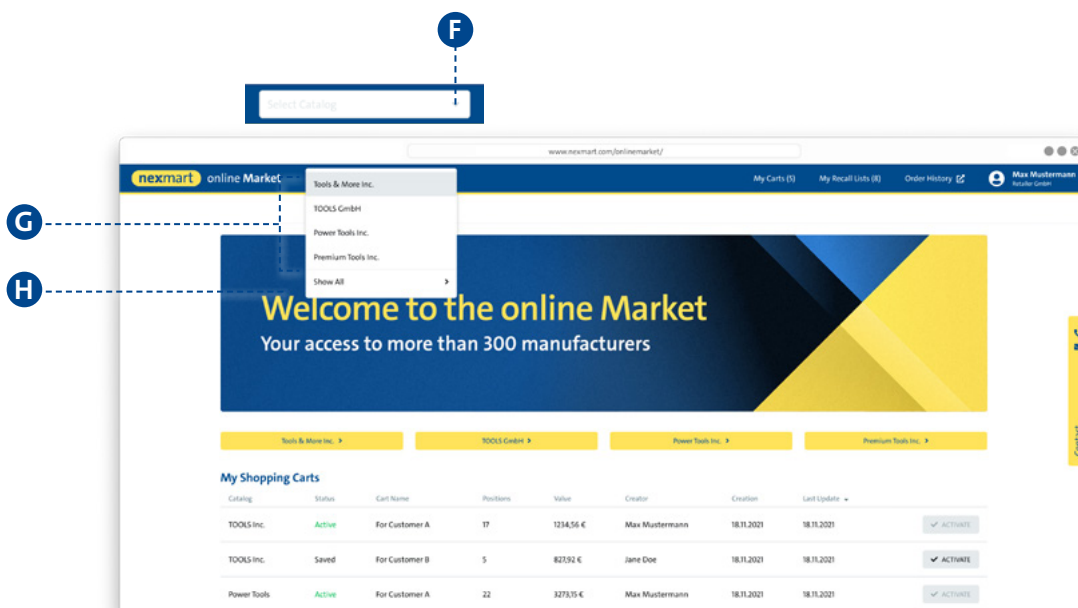 F
Select Catalog
www.nexmart.com/onlinemarket/
nexmart online Market
My Carts (5) My Recall Lists (8) Order History Max Mustermann
Retailer GmbH
Tools & More Inc.
TOOLS GmbH
Power Tools Inc.
Premium Tools Inc.
Show All
G
H
Welcome to the online Market
Your access to more than 300 manufacturers
Contact
Tools & More Inc. TOOLS GmbH Power Tools Inc. Premium Tools Inc.
My Shopping Carts
Catalog Status Cart Name Positions Value Creator Creation Last Update
TOOLS Inc. Active For Customer A 17 1234,56 € Max Mustermann 18.11.2021 18.11.2021 ACTIVATE
TOOLS Inc. Saved For Customer B 5 827,92 € Jane Doe 18.11.2021 18.11.2021 ACTIVATE
Power Tools Active For Customer A 22 3273,15 € Max Mustermann 18.11.2021 18.11.2021 ACTIVATE